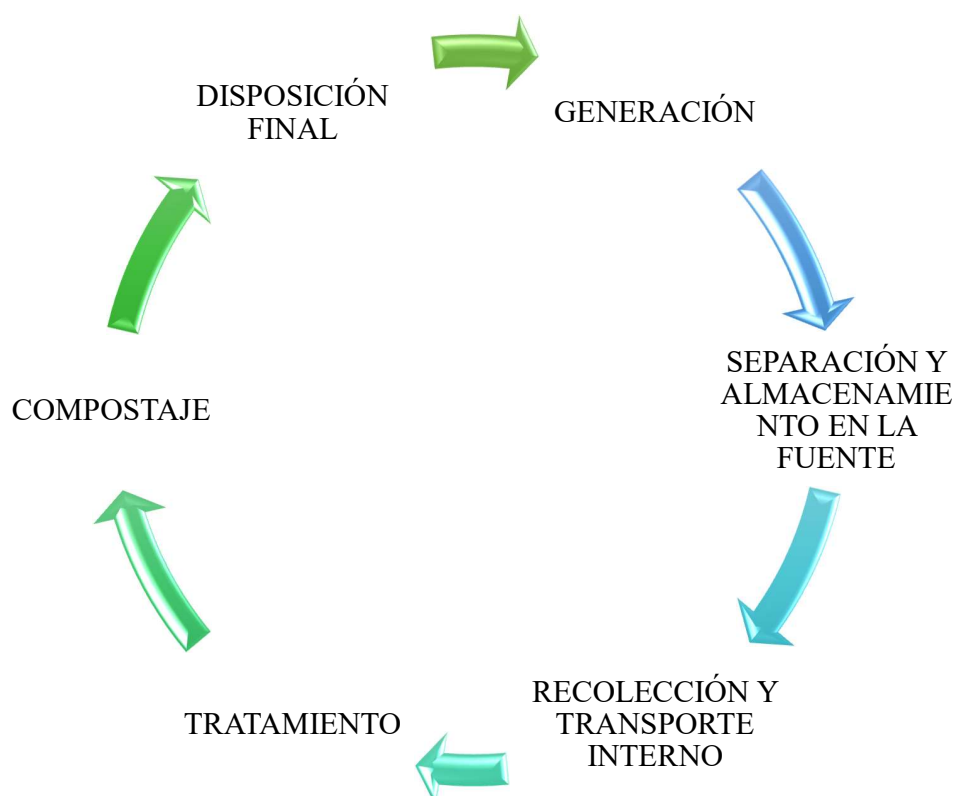 DISPOSICIÓN
FINAL
GENERACIÓN
SEPARACIÓN Y
ALMACENAMIE
NTO EN LA
FUENTE
RECOLECCIÓN Y
TRANSPORTE
INTERNO
TRATAMIENTO
COMPOSTAJE